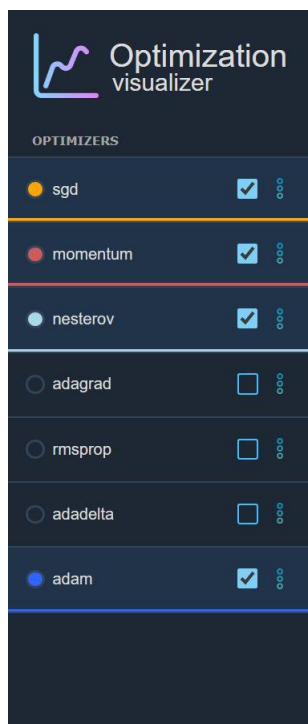 Optimization
visualizer
OPTIMIZERS
sgd
momentum
nesterov
adagrad
rmsprop
adadelta
adam